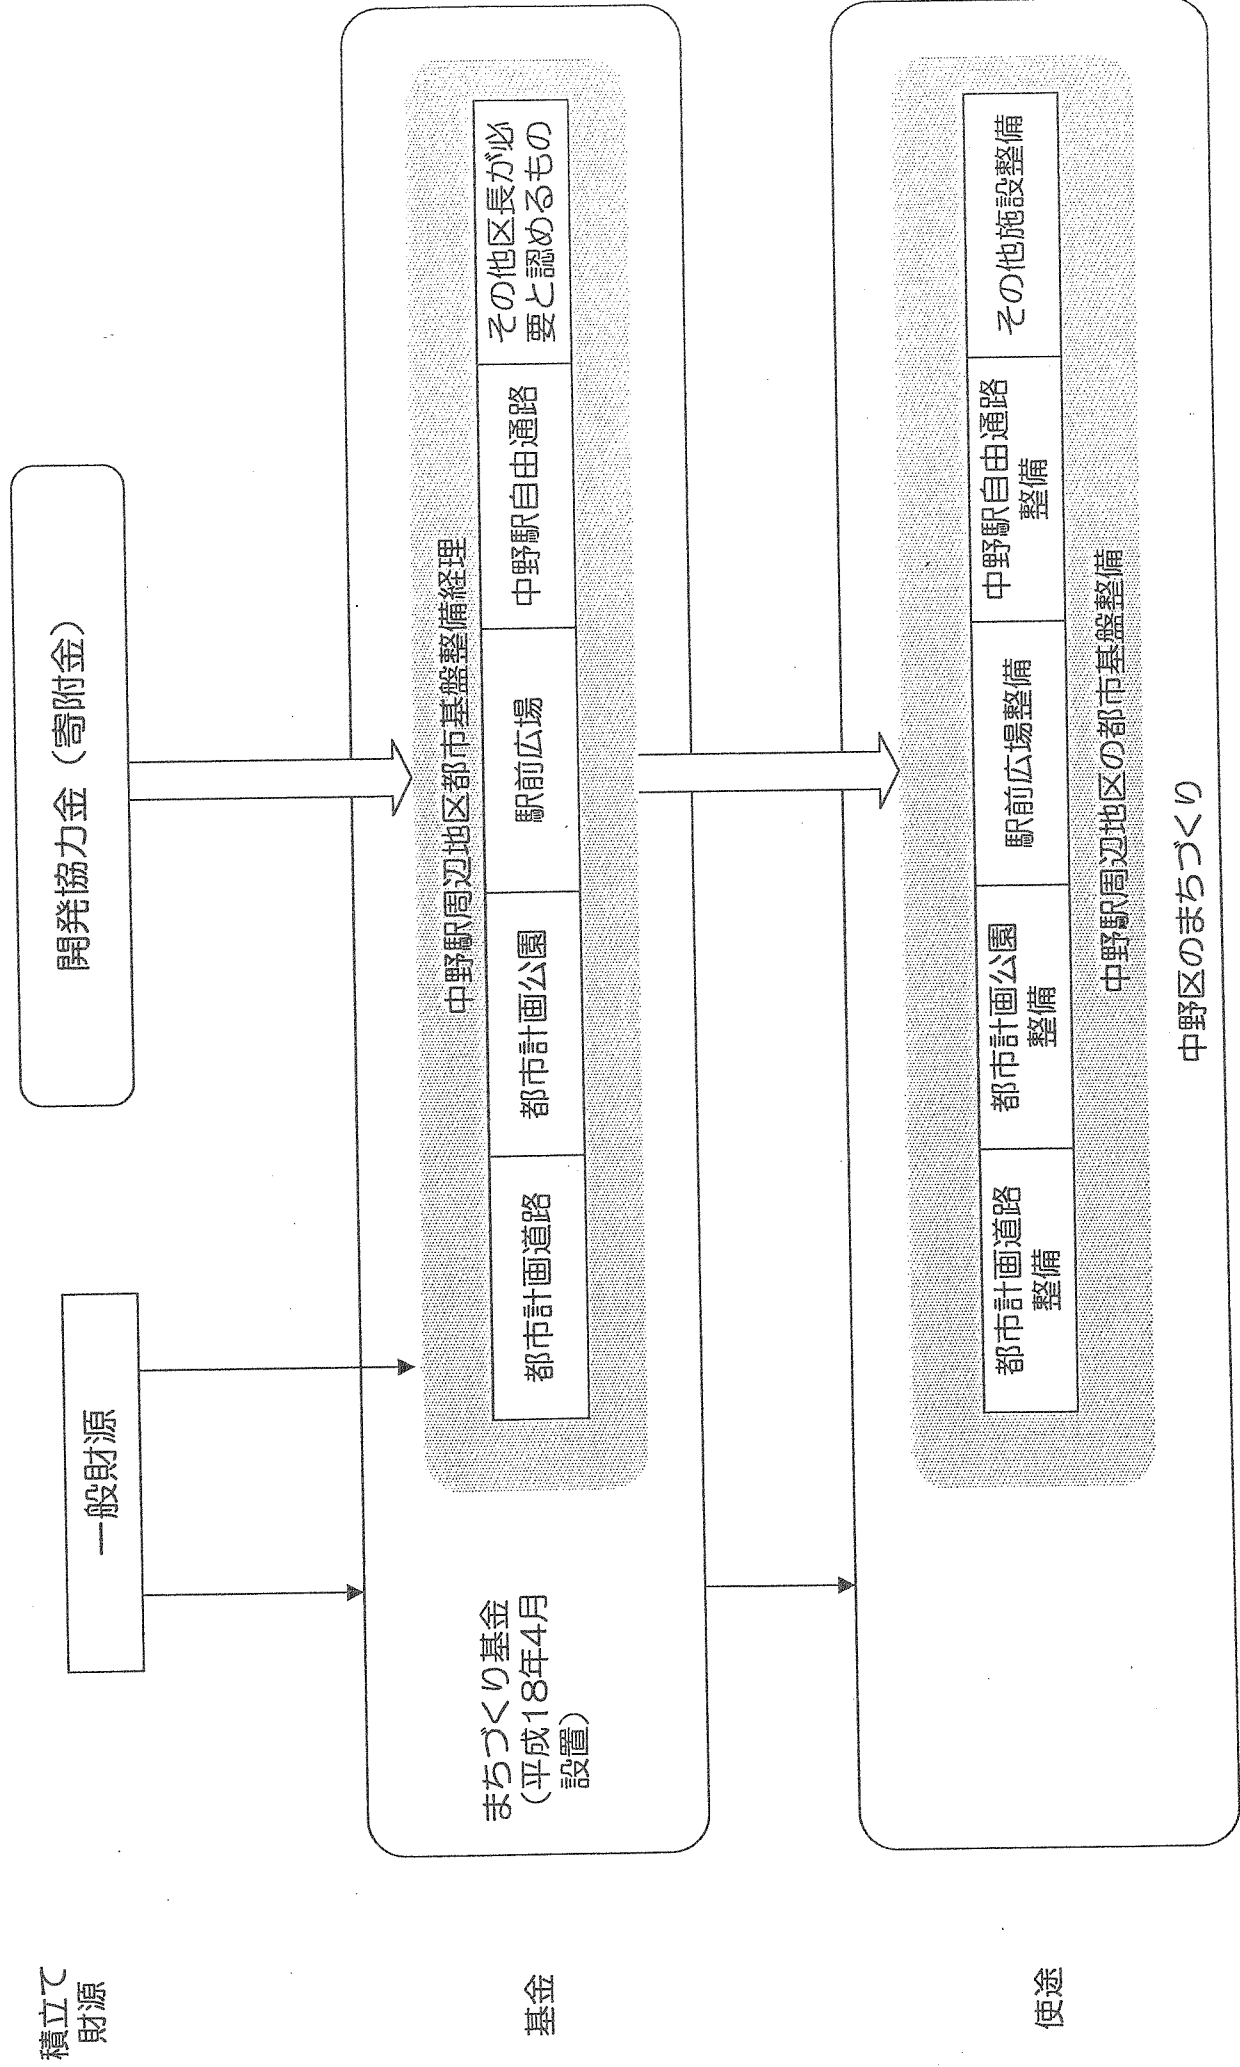 積立て
財源
一般財源
開発協力金（寄附金）
基金
まちづくり基金
（平成18年4月
設置）
中野駅周辺地区都市基盤整備経理
都市計画道路
都市計画公園
駅前広場
中野駅自由通路
その他区長が必
要と認めるもの
使途
都市計画道路
整備
都市計画公園
整備
駅前広場整備
中野駅自由通路
整備
その他施設整備
中野駅周辺地区の都市基盤整備
中野区のまちづくり